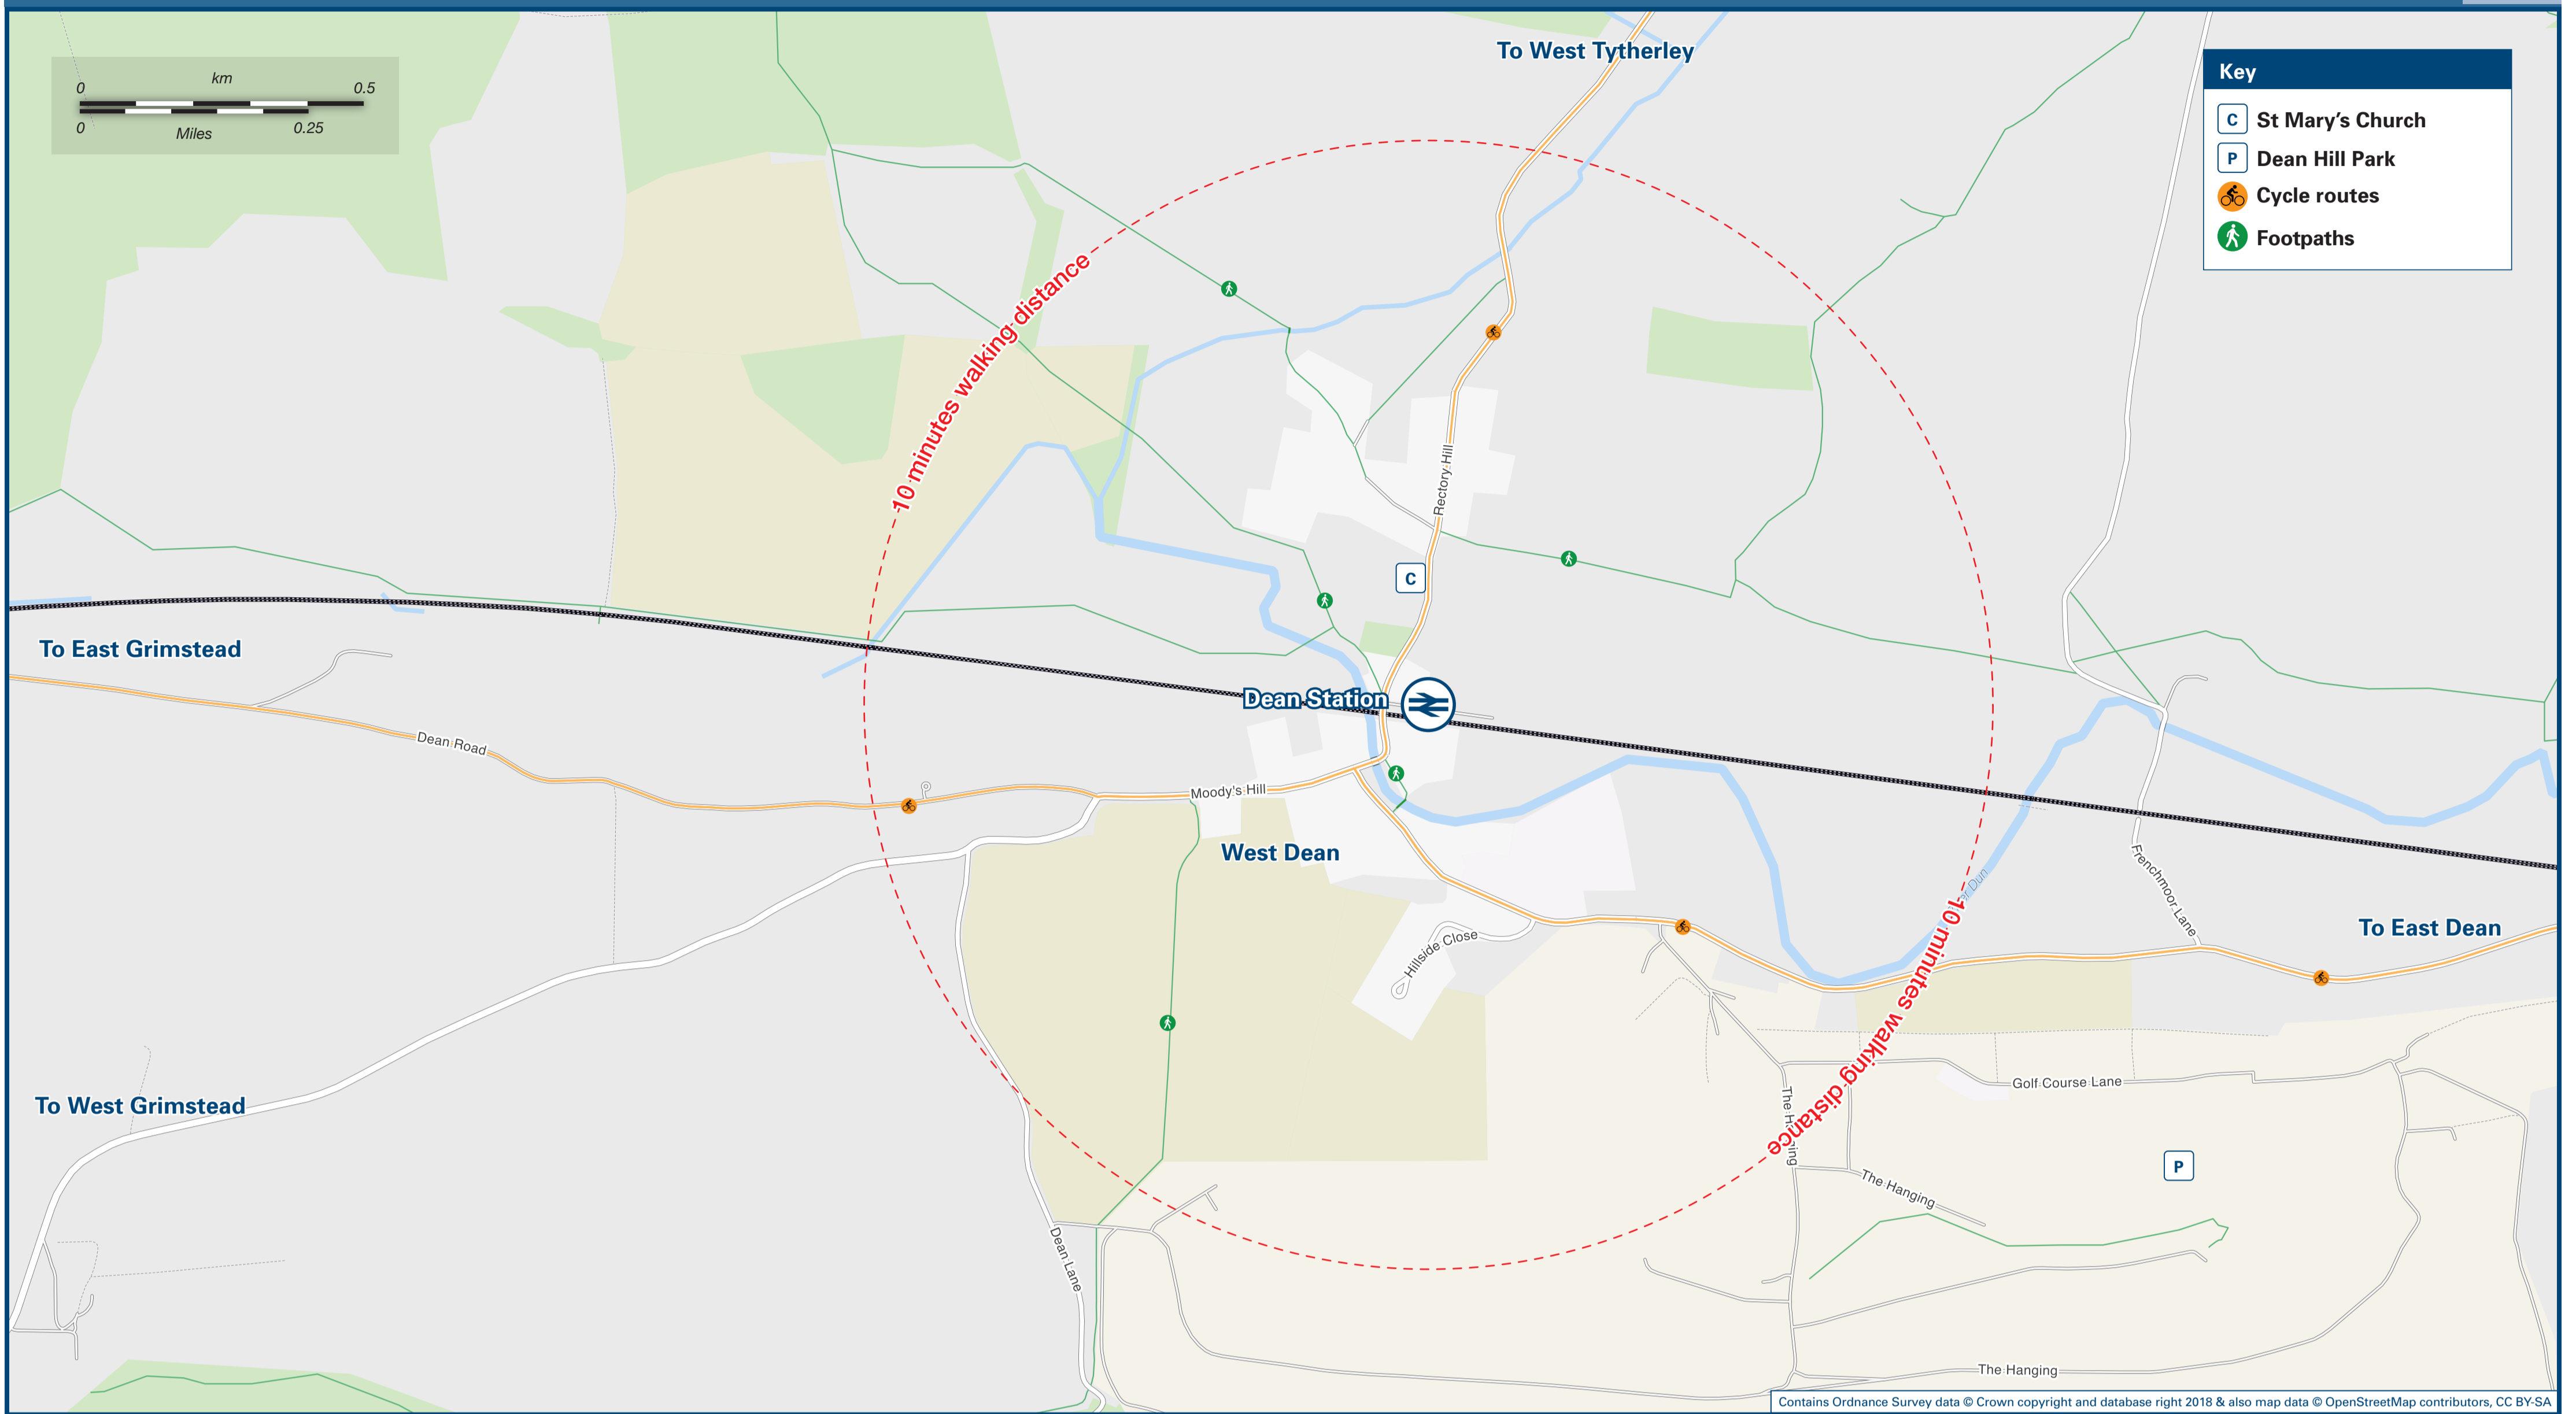 To West Tytherley
km
0
0.5
0
0.25
Miles
Key
C
St Mary's Church
P
Dean Hill Park
Cycle routes
Footpaths
10 minutes walking distance
Rectory Hill
C
To East Grimstead
Dean Station
Dean Road
Moody's Hill
West Dean
Frenchmoor Lane
Dun
To East Dean
Hillside Close
10 minutes walking distance
Golf Course Lane
To West Grimstead
The Hanging
P
The Hanging
Dean Lane
The Hanging
Contains Ordnance Survey data © Crown copyright and database right 2018 & also map data © OpenStreetMap contributors, CC BY-SA